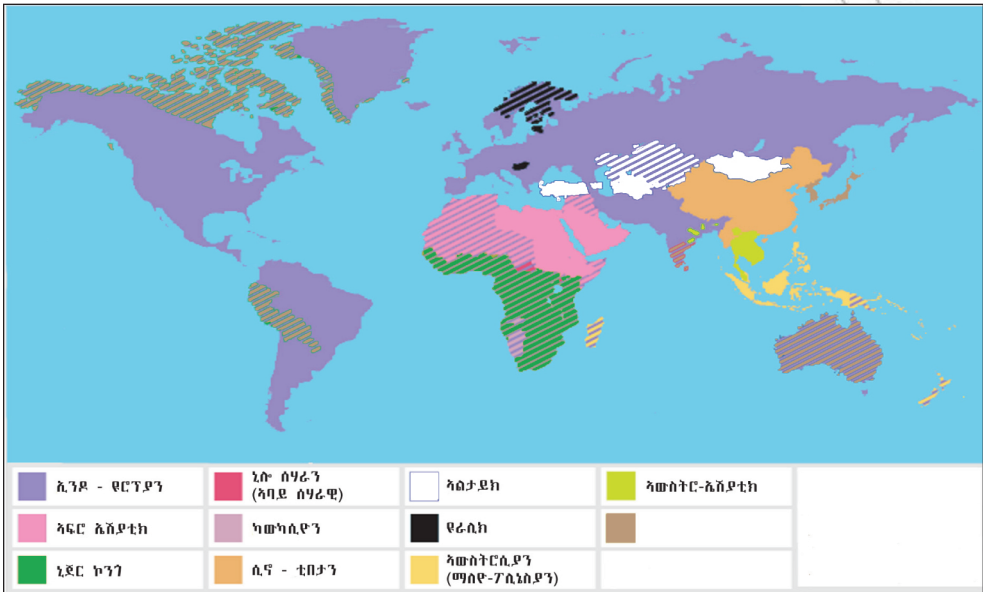 ኢንዶ - ዩሮፕያን
ኒሎ ሰሃራን
(ኣባይ ሰሃራዊ)
ኣልታይክ
ኣውስትሮ-ኤሽያቲክ
ኣፍሮ ኤሽያቲክ
ካውካሲዮን
ዩራሊክ
ኒጀር ኮንጎ
ሲኖ - ቲበታን
ኣውስትሮሲያን
(ማለዮ-ፖሊኔስያን)